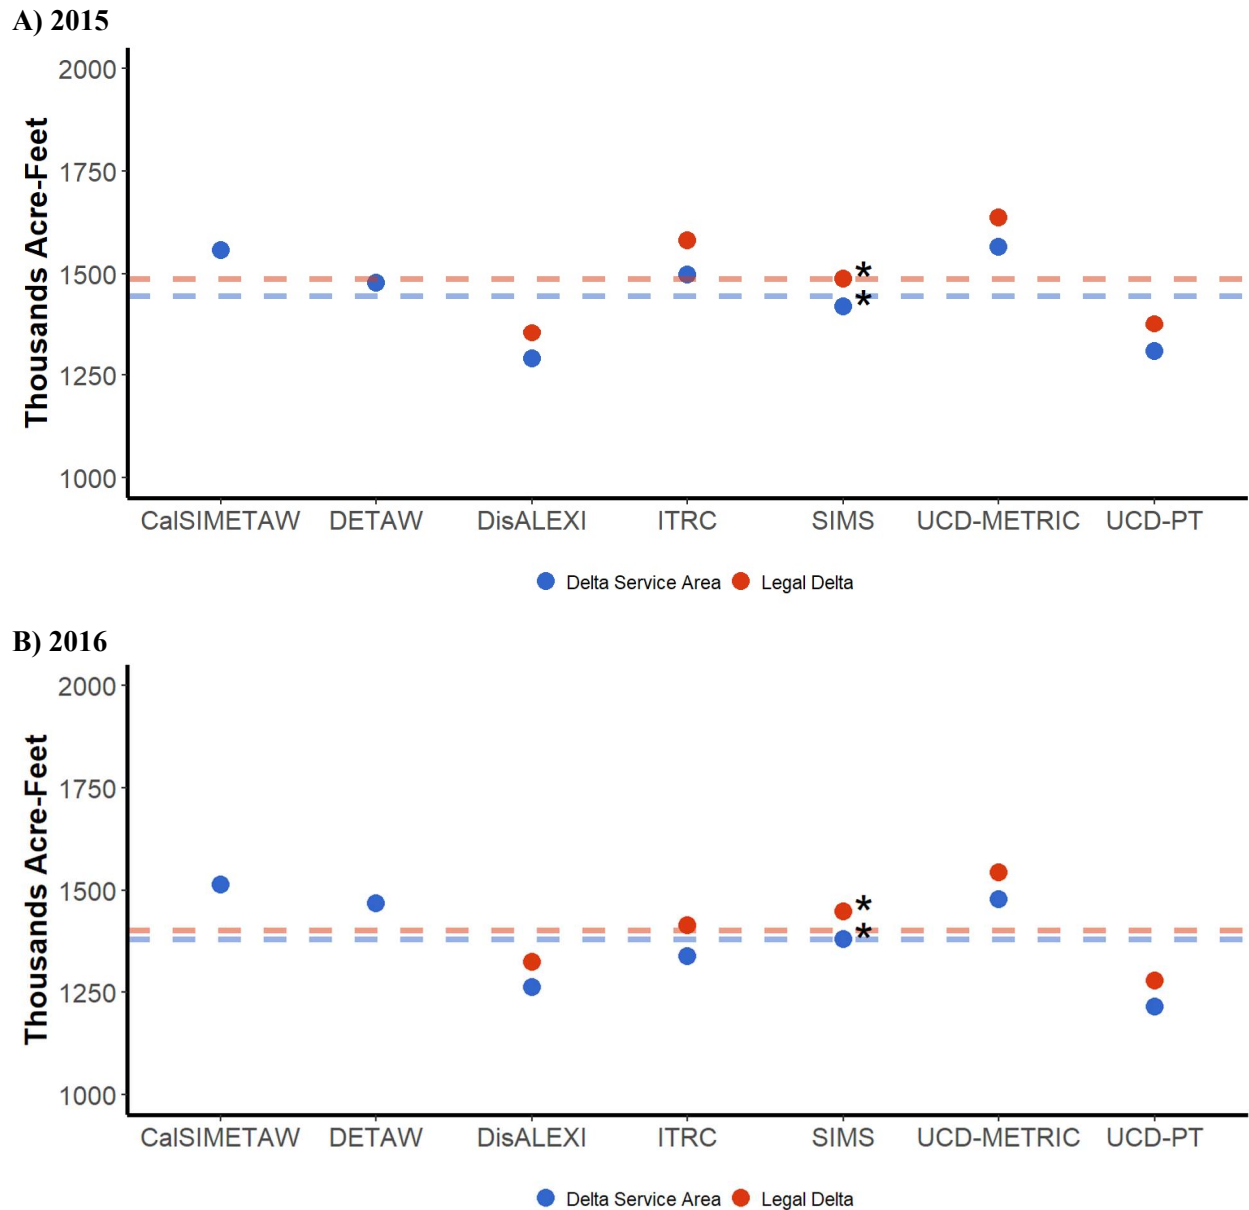 A) 2015
Thousands Acre-Feet
2000
1750
1500
1250
1000
*
*
CalSIMETAW DETAW DisALEXI ITRC SIMS UCD-METRIC UCD-PT
Delta Service Area Legal Delta
B) 2016
Thousands Acre-Feet
2000
1750
1500
1250
1000
*
*
CalSIMETAW DETAW DisALEXI ITRC SIMS UCD-METRIC UCD-PT
Delta Service Area Legal Delta